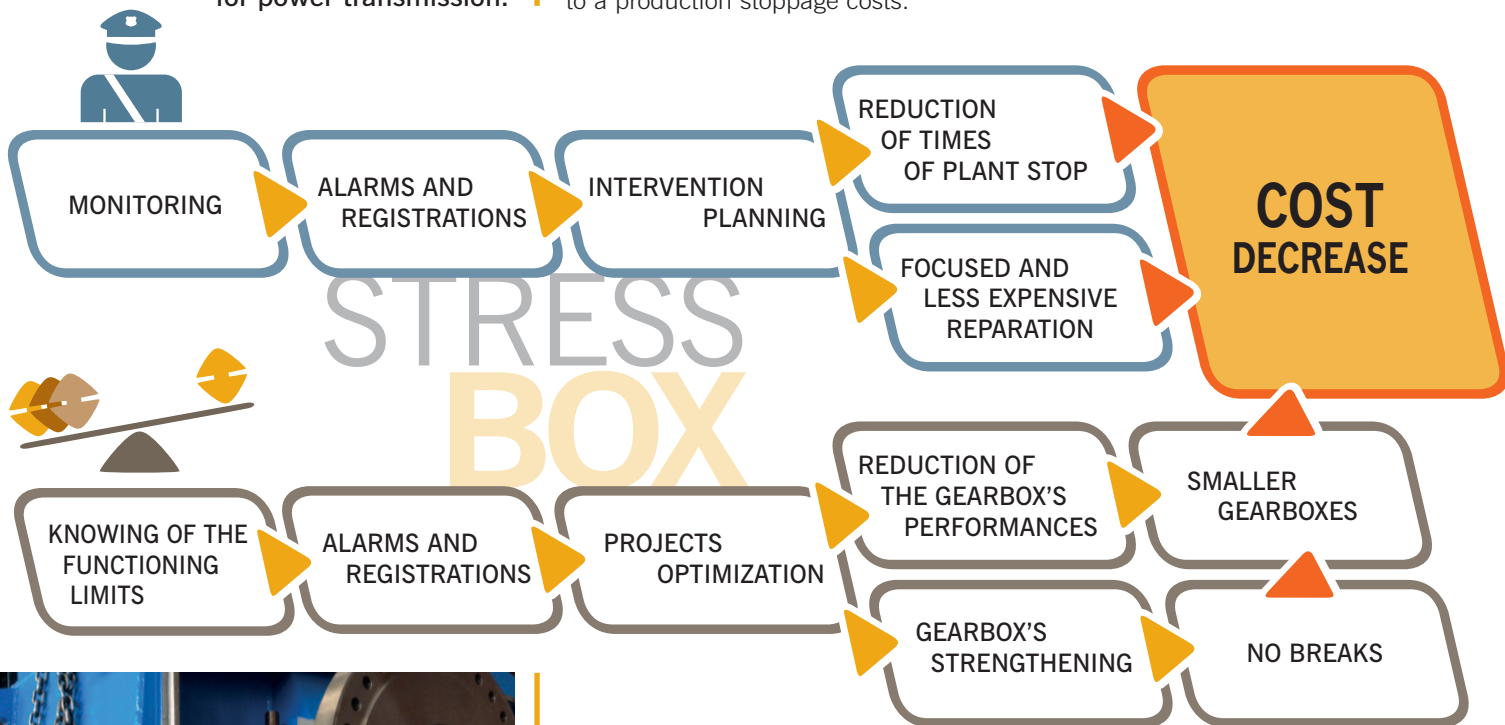 for power transmission.
to a production stoppage costs.
MONITORING
ALARMS AND
REGISTRATIONS
INTERVENTION
PLANNING
REDUCTION
OF TIMES
OF PLANT STOP
FOCUSED AND
LESS EXPENSIVE
REPARATION
COST
DECREASE
STRESS
BOX
KNOWING OF THE
FUNCTIONING
LIMITS
ALARMS AND
REGISTRATIONS
PROJECTS
OPTIMIZATION
REDUCTION OF
THE GEARBOX'S
PERFORMANCES
SMALLER
GEARBOXES
GEARBOX'S
STRENGTHENING
NO BREAKS